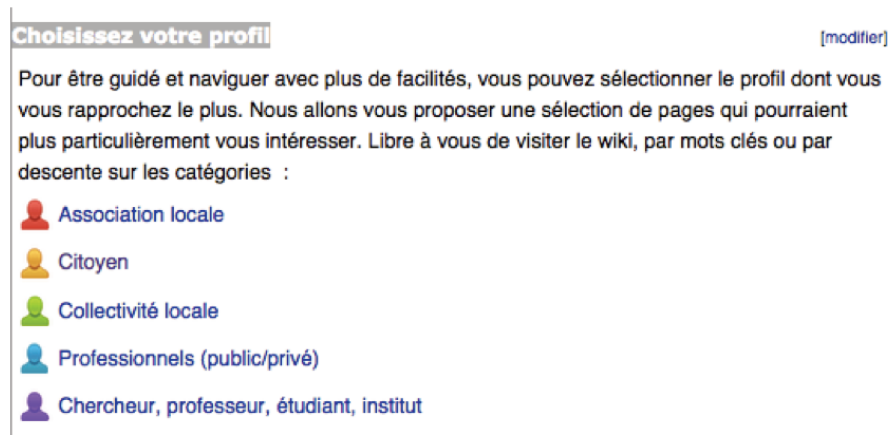 Choisissez votre profil [modifier]
Pour être guidé et naviguer avec plus de facilités, vous pouvez sélectionner le profil dont vous
vous rapprochez le plus. Nous allons vous proposer une sélection de pages qui pourraient
plus particulièrement vous intéresser. Libre à vous de visiter le wiki, par mots clés ou par
descente sur les catégories :
Association locale
Citoyen
Collectivité locale
Professionnels (public/privé)
Chercheur, professeur, étudiant, institut